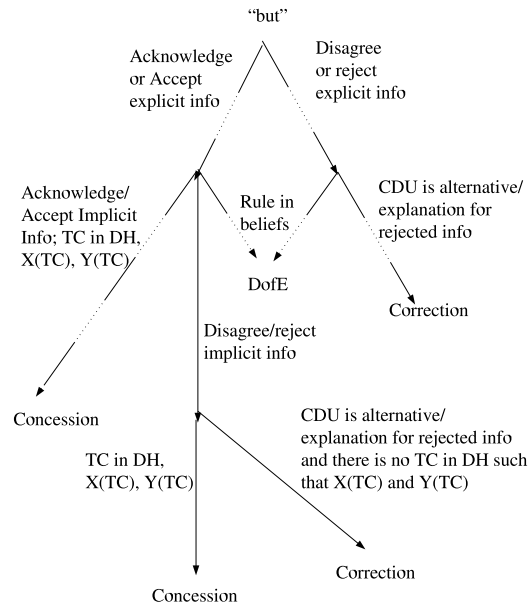 “but”
Acknowledge
or Accept
explicit info
Disagree
or reject
explicit info
Acknowledge/
Accept Implicit
Info; TC in DH,
X(TC), Y(TC)
Rule in
beliefs
CDU is alternative/
explanation for
rejected info
DofE
Correction
Disagree/reject
implicit info
Concession
TC in DH,
X(TC), Y(TC)
CDU is alternative/
explanation for rejected info
and there is no TC in DH such
that X(TC) and Y(TC)
Correction
Concession